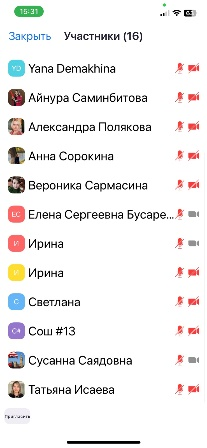 15:31
Закрыть Участники (16)
YD Yana Demakhina
Айнура Саминбитова
Александра Полякова
Анна Сорокина
Вероника Сармасина
ЕС Елена Сергеевна Бусаре...
И Ирина
И Ирина
С Светлана
С# Сош #13
Сусанна Саядовна
Татьяна Исаева
Пригласить